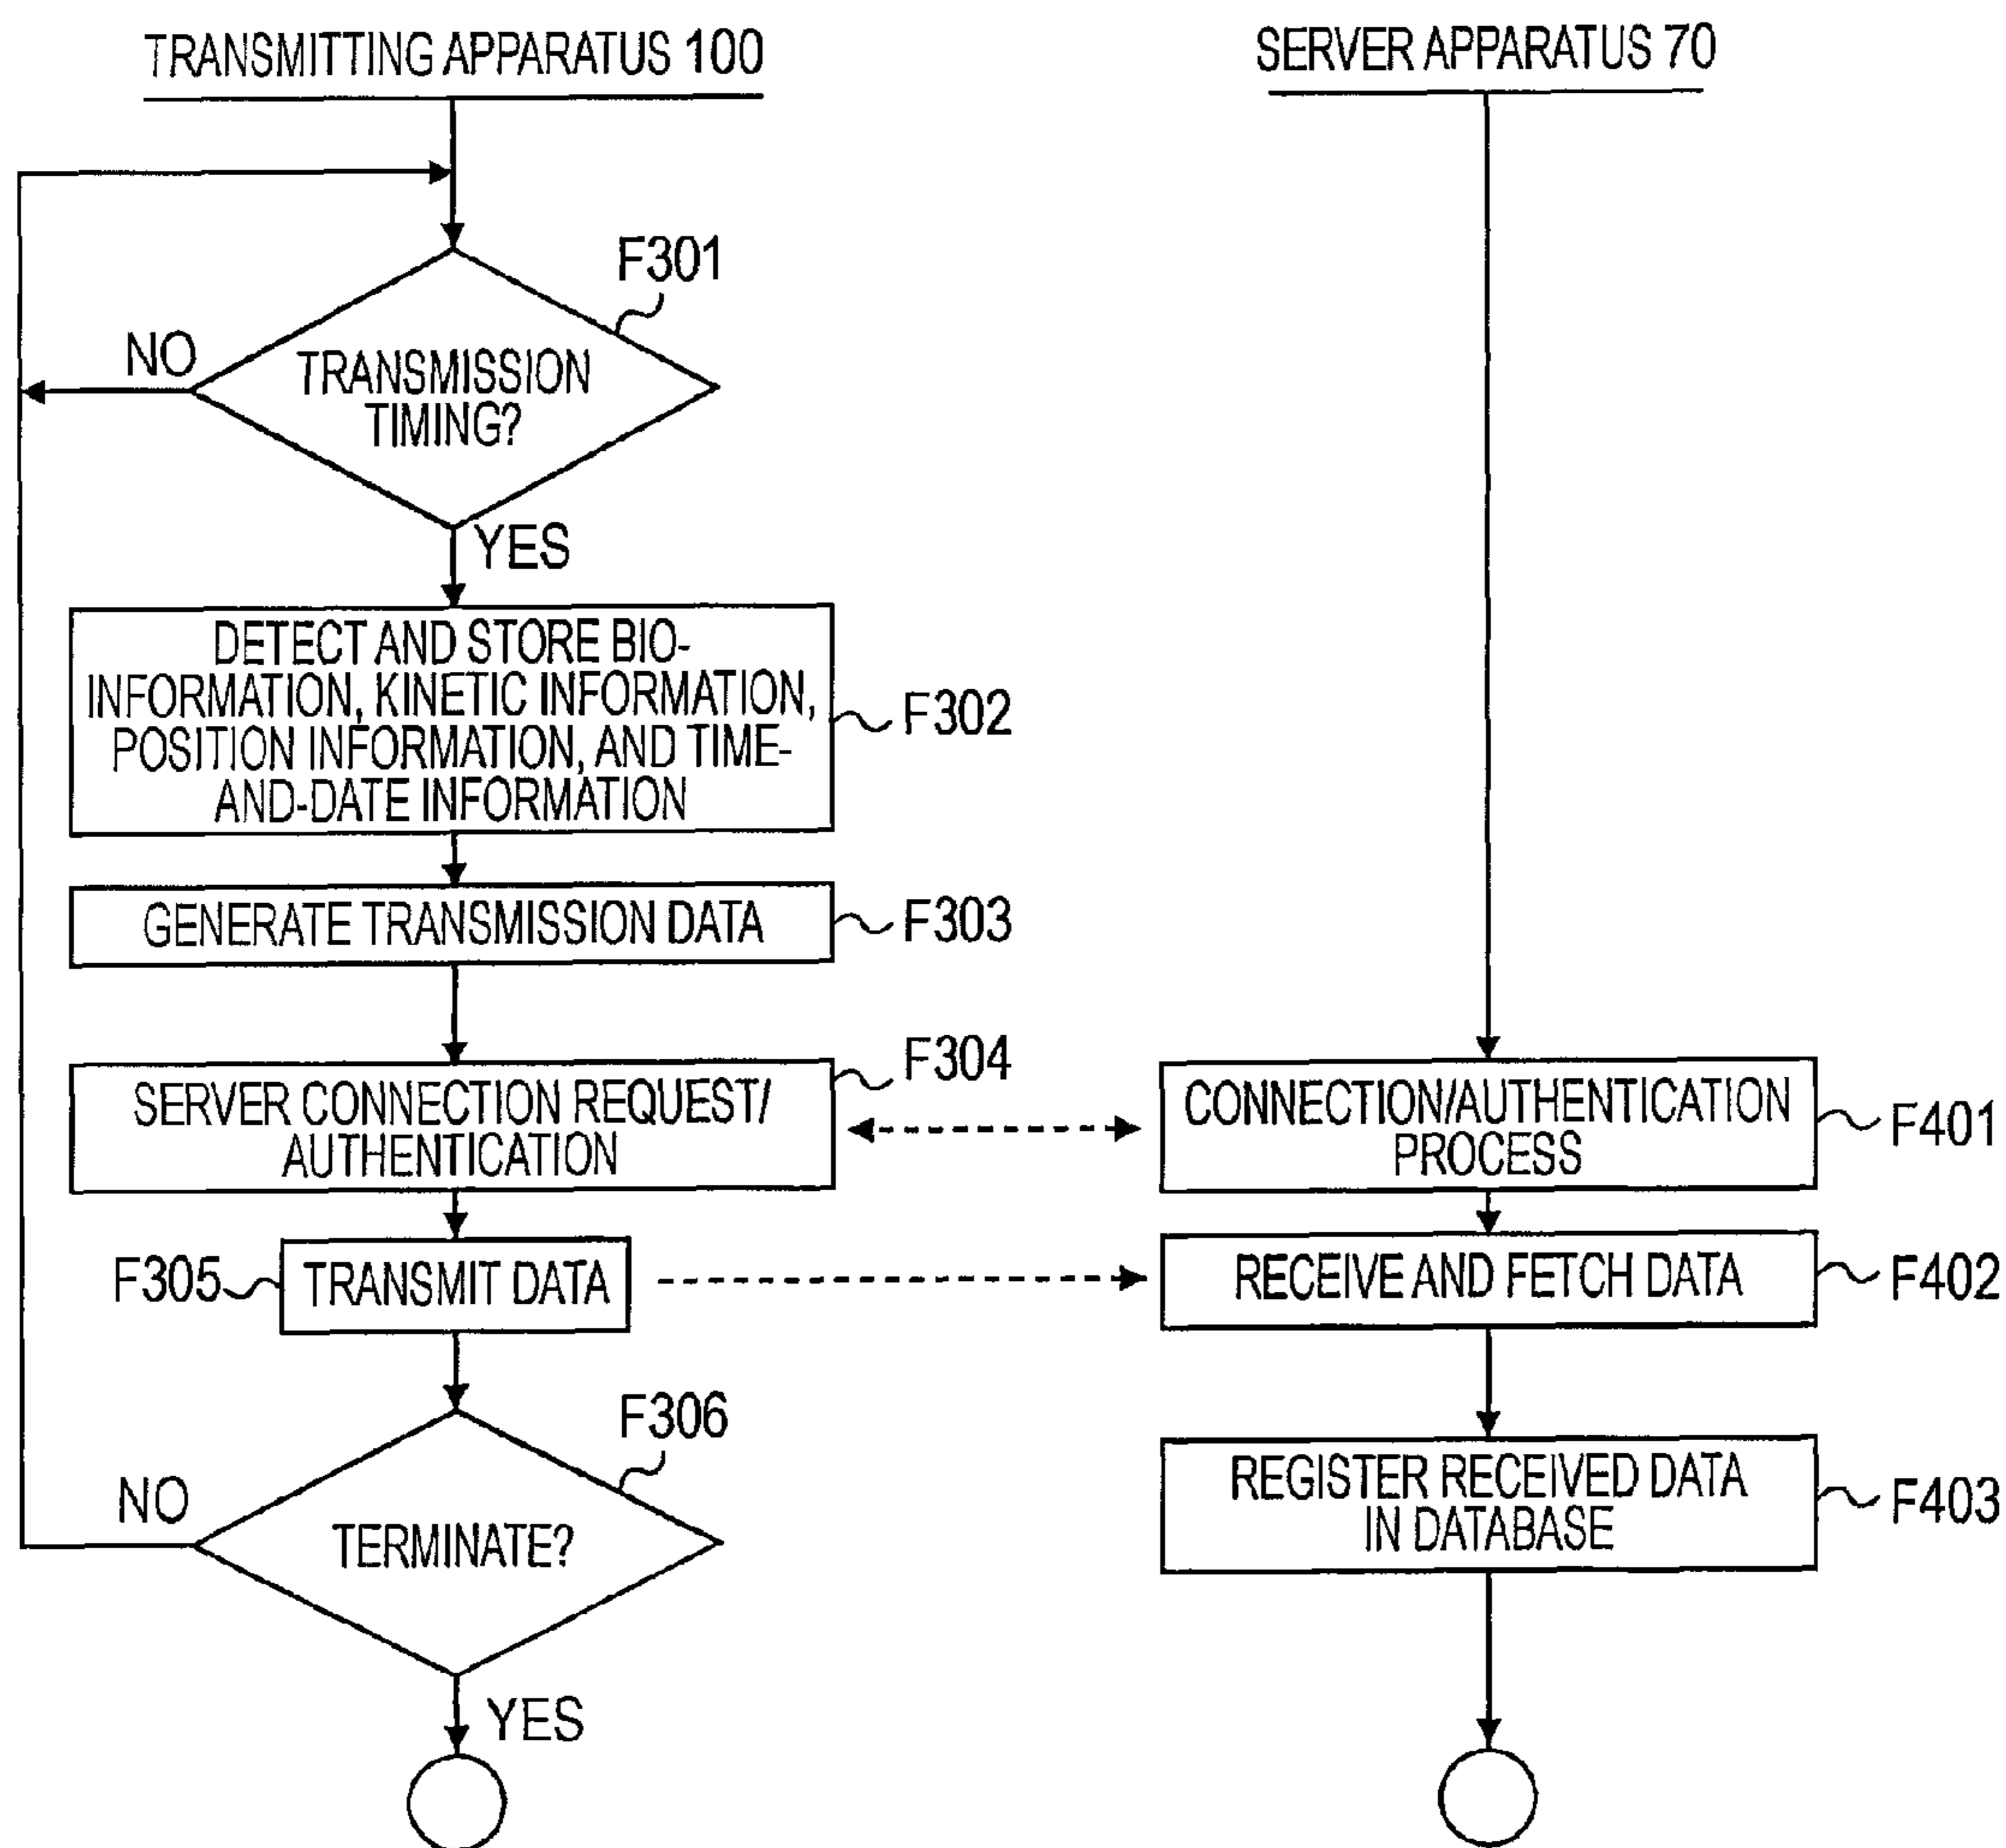 TRANSMITTING APPARATUS 100
SERVER APPARATUS 70
F301
NO
TRANSMISSION
TIMING?
YES
DETECT AND STORE BIO-
INFORMATION, KINETIC INFORMATION,
POSITION INFORMATION, AND TIME-
AND-DATE INFORMATION
F302
GENERATE TRANSMISSION DATA
F303
SERVER CONNECTION REQUEST/
AUTHENTICATION
F304
CONNECTION/AUTHENTICATION
PROCESS
F401
F305
TRANSMIT DATA
RECEIVE AND FETCH DATA
F402
F306
NO
TERMINATE?
YES
REGISTER RECEIVED DATA
IN DATABASE
F403